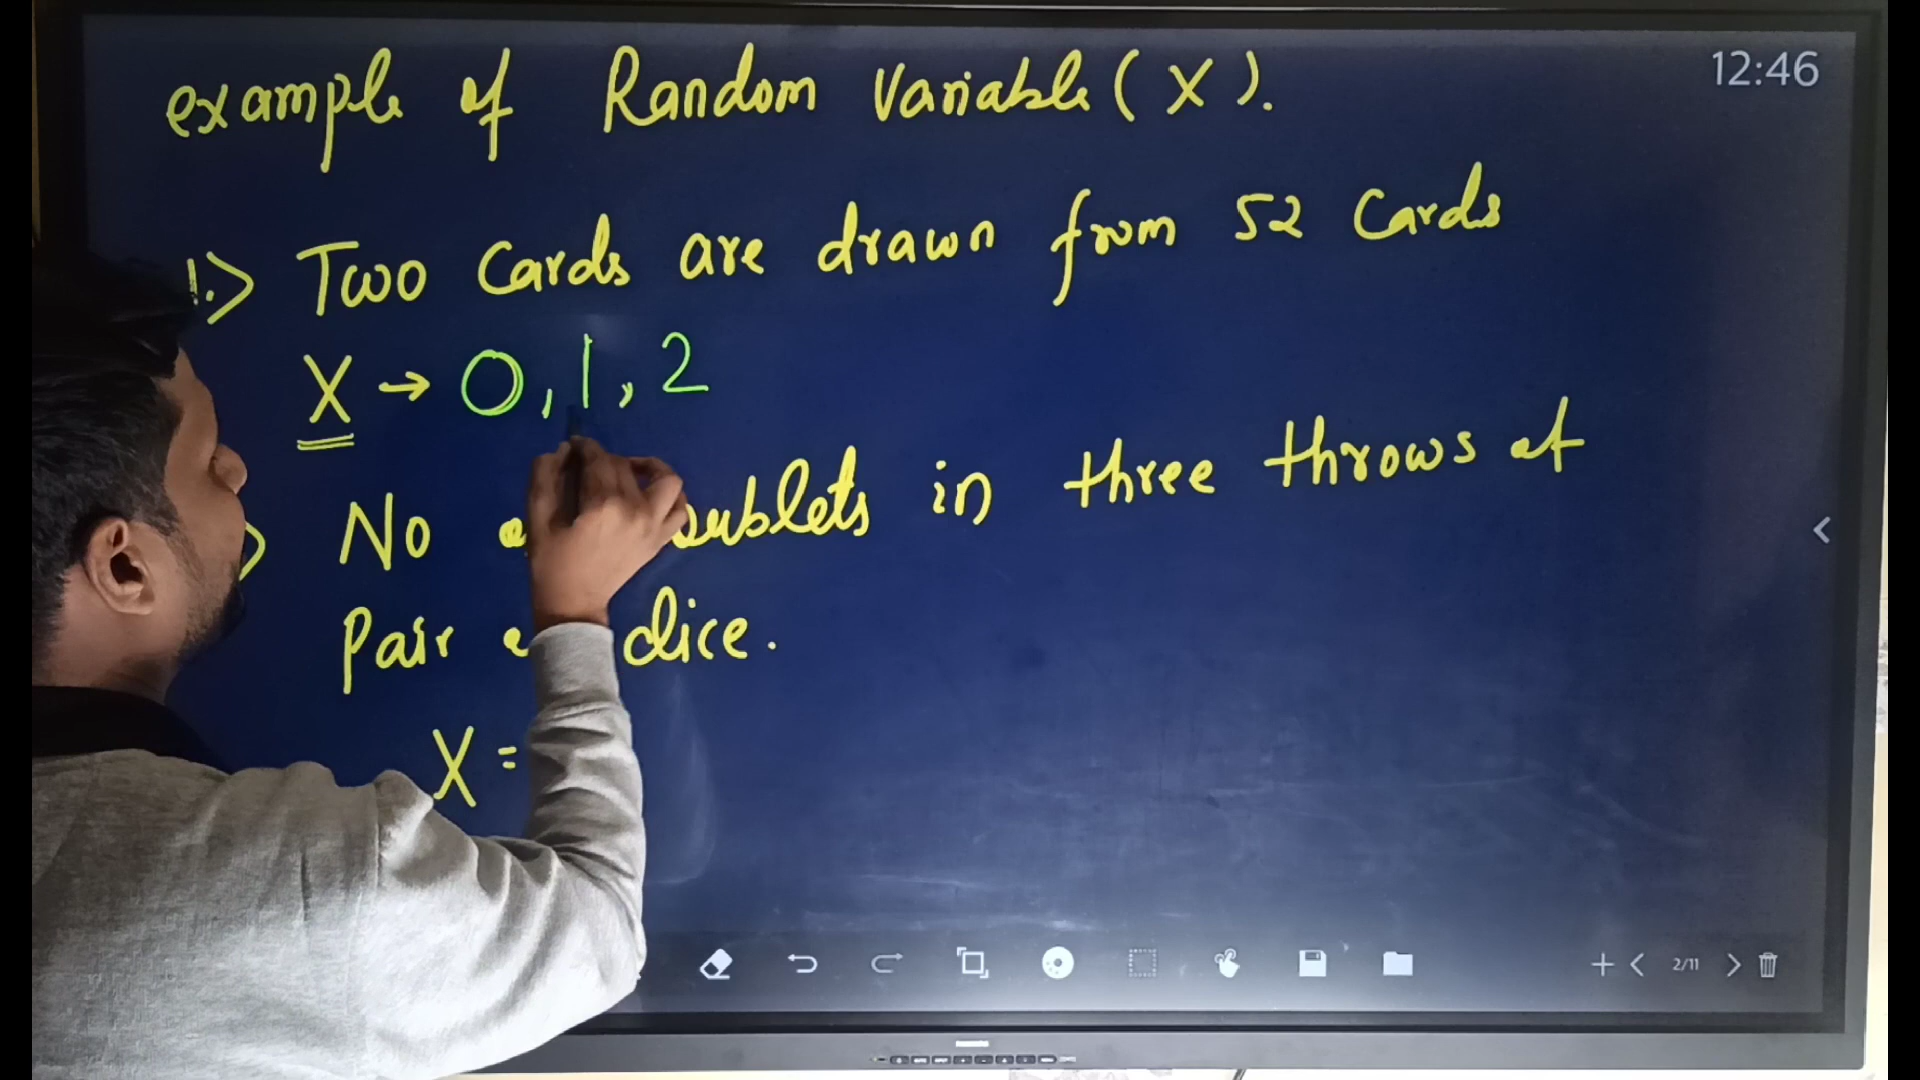 12:46
example of Random Variable (X).
1.> Two Cards are drawn from 52 Cards
X → 0, 1, 2
No doublets in three throws of
Pair dice.
X =
2/11